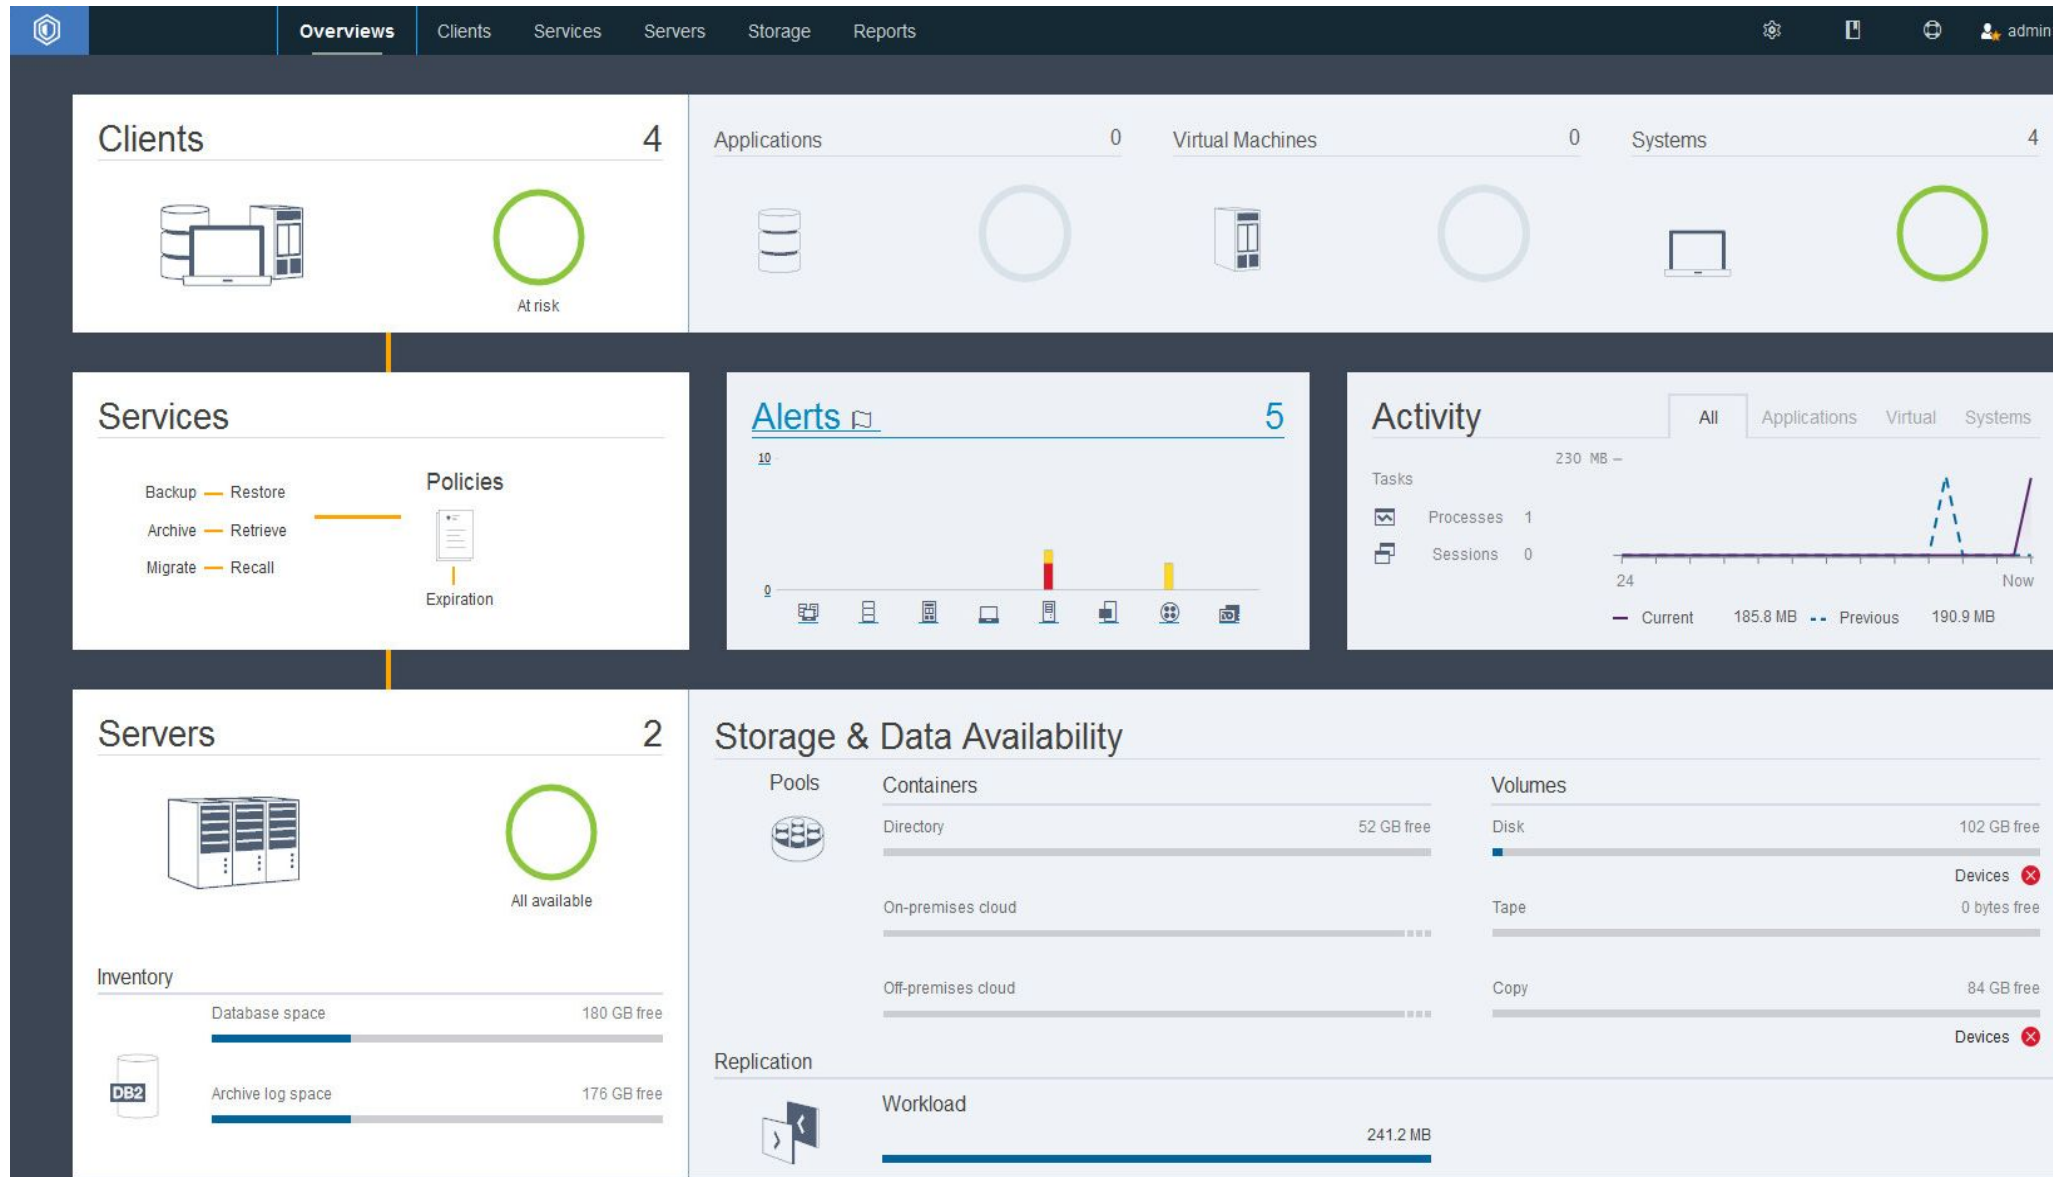 Overviews Clients Services Servers Storage Reports admin
Clients 4
At risk
Applications 0
Virtual Machines 0
Systems 4
Services
Backup Restore
Archive Retrieve
Migrate Recall
Policies
Expiration
Alerts 5
10
0
Activity
All Applications Virtual Systems
230 MB
Tasks
Processes 1
Sessions 0
24 Now
Current 185.8 MB Previous 190.9 MB
Servers 2
All available
Inventory
Database space 180 GB free
DB2
Archive log space 176 GB free
Storage & Data Availability
Pools
Containers
Directory 52 GB free
On-premises cloud
Off-premises cloud
Volumes
Disk 102 GB free
Devices
Tape 0 bytes free
Copy 84 GB free
Devices
Replication
Workload
241.2 MB